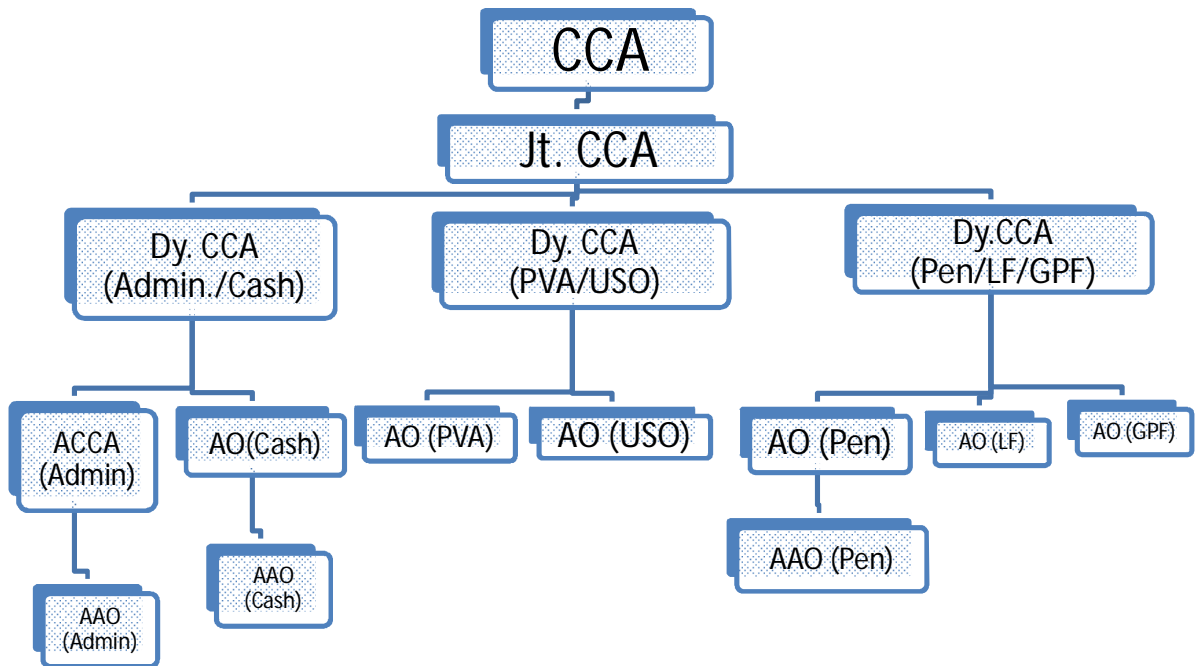 CCA
Jt. CCA
Dy. CCA
(Admin./Cash)
Dy. CCA
(PVA/USO)
Dy.CCA
(Pen/LF/GPF)
ACCA
(Admin)
AO(Cash)
AO (PVA)
AO (USO)
AO (Pen)
AO (LF)
AO (GPF)
AAO
(Admin)
AAO
(Cash)
AAO (Pen)